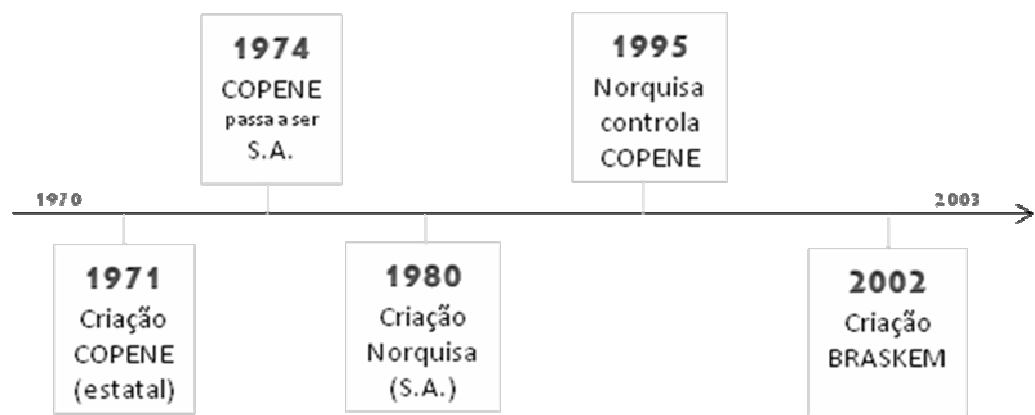 1974
COPENE
passa a ser
S.A.
1995
Norquisa
controla
COPENE
1970
2003
1971
Criação
COPENE
(estatal)
1980
Criação
Norquisa
(S.A.)
2002
Criação
BRASKEM